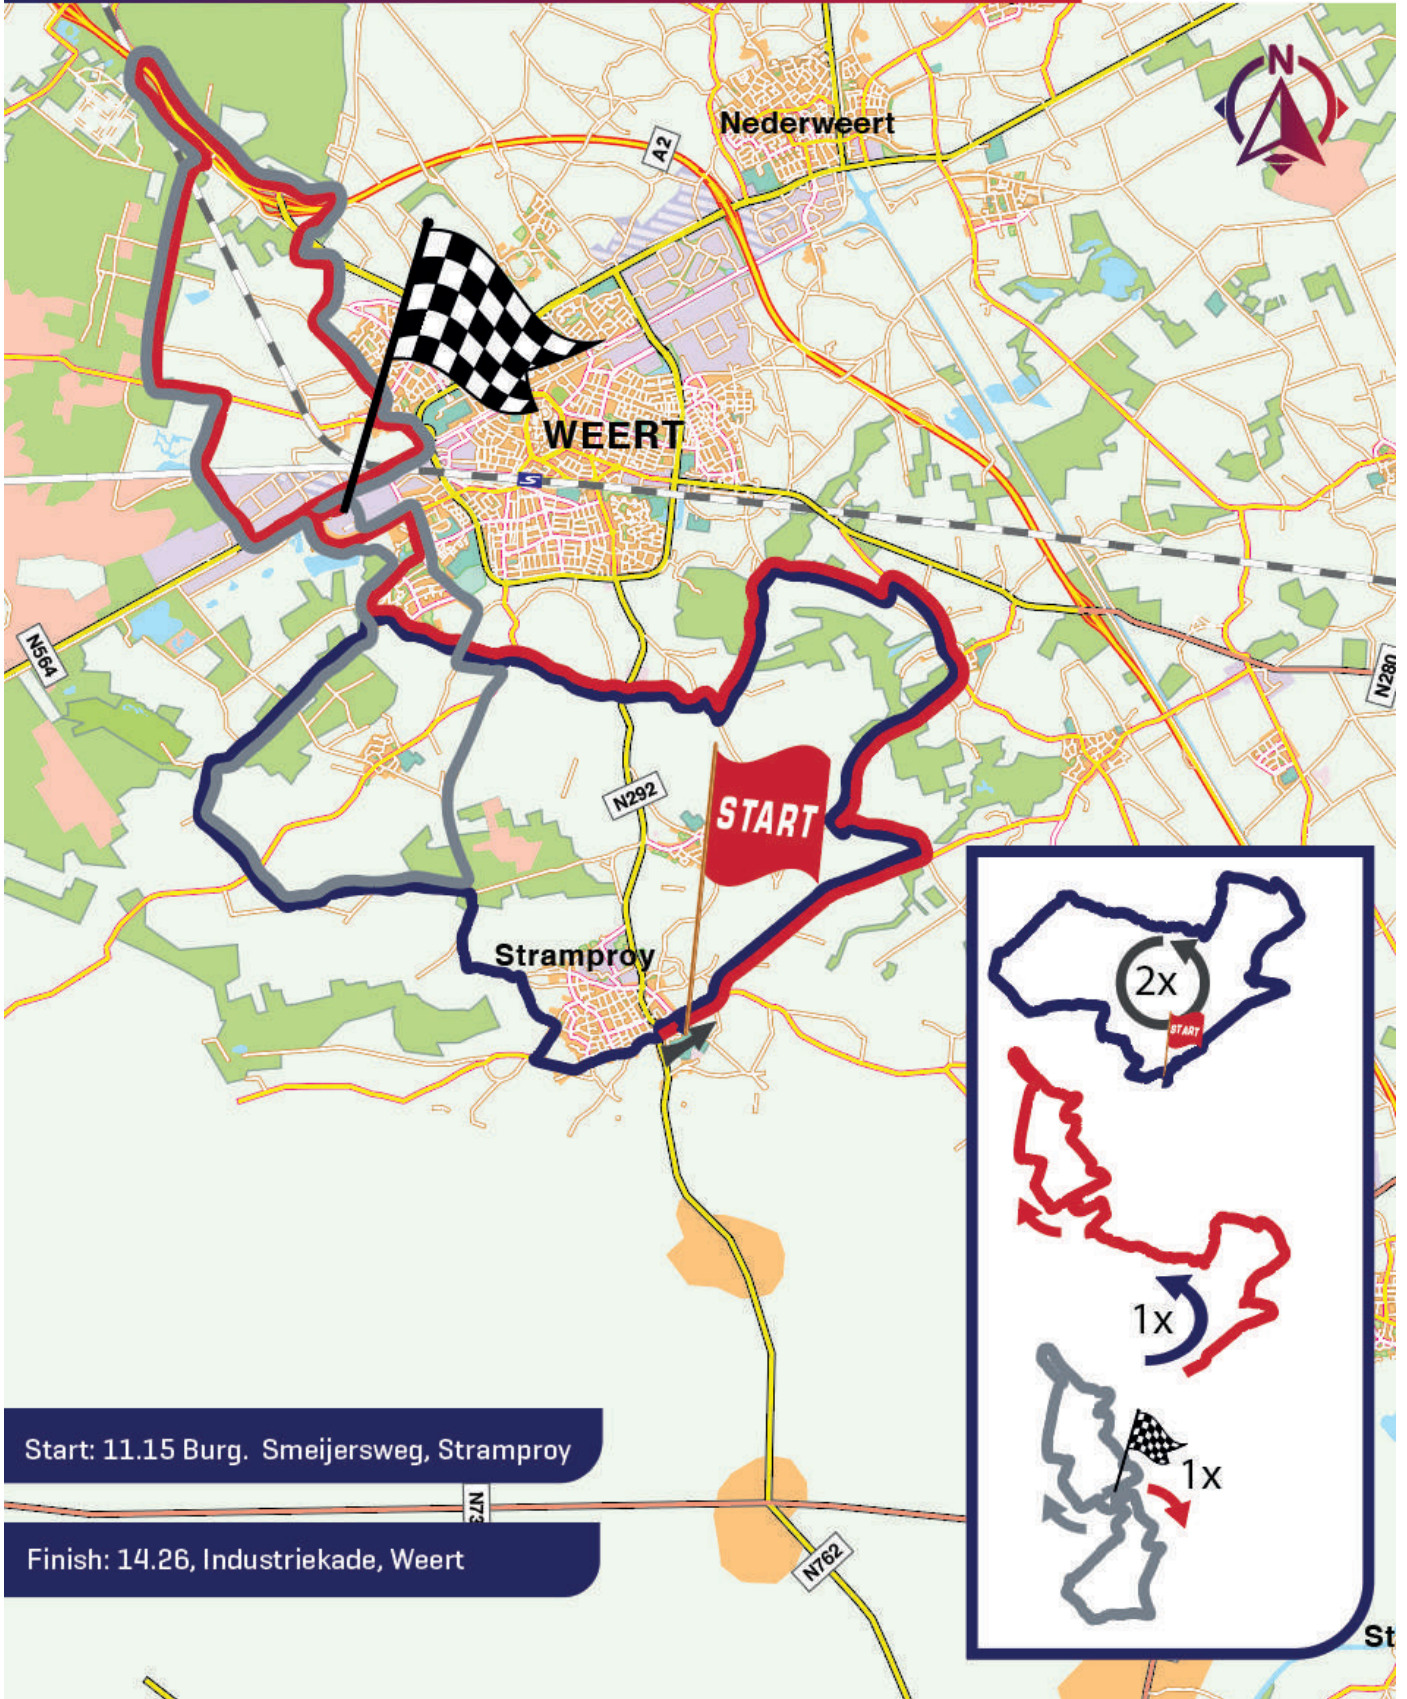 N
Nederweert
A2
WEERT
S
N564
N280
N292
START
Stramproy
2x
START
1x
1x
Start: 11.15 Burg. Smeijersweg, Stramproy
N73
Finish: 14.26, Industriekade, Weert
N762
St